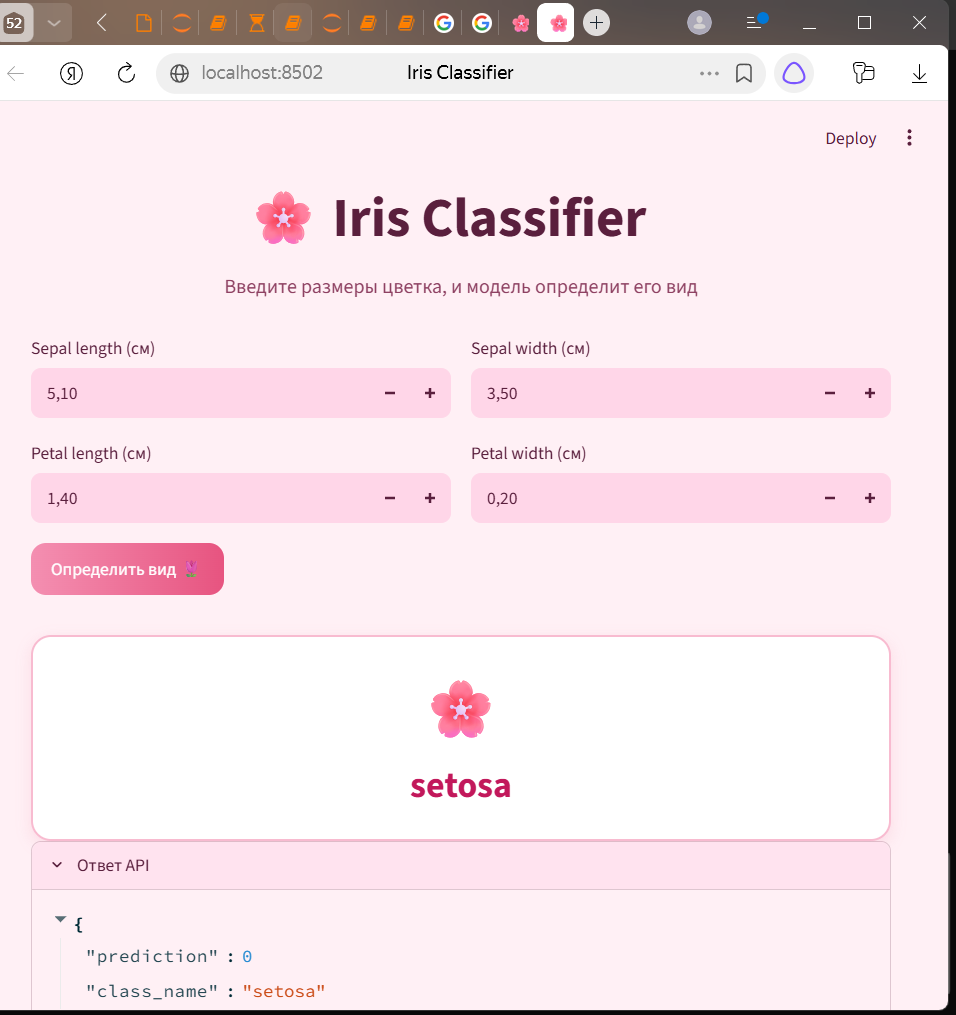 52
localhost:8502 Iris Classifier
Deploy
Iris Classifier
Введите размеры цветка, и модель определит его вид
Sepal length (см) Sepal width (см)
5,10 − + 3,50 − +
Petal length (см) Petal width (см)
1,40 − + 0,20 − +
Определить вид
setosa
Ответ API
{
"prediction" : 0
"class_name" : "setosa"